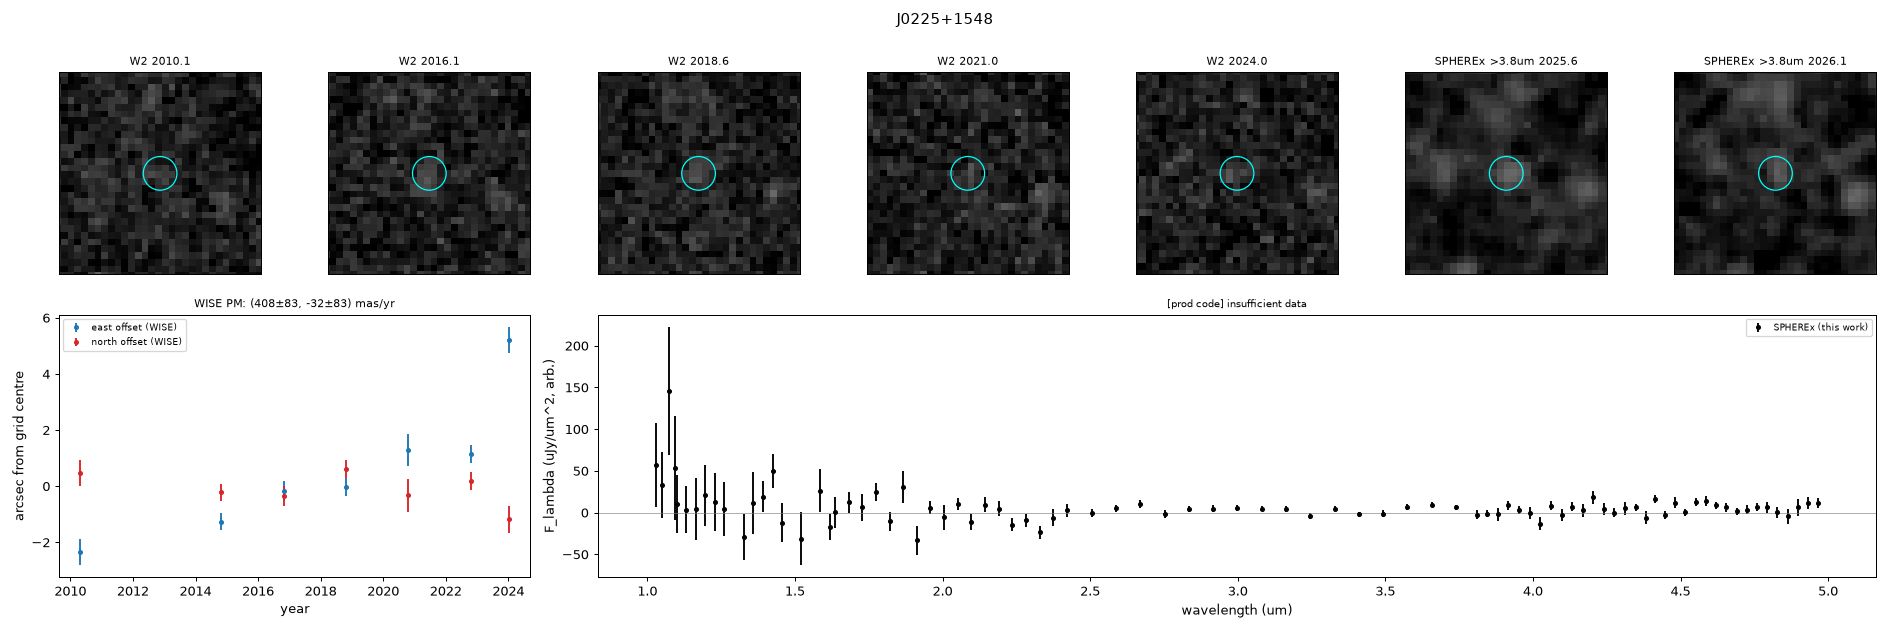 J0225+1548
W2 2010.1
W2 2016.1
W2 2018.6
W2 2021.0
W2 2024.0
SPHEREx >3.8um 2025.6
SPHEREx >3.8um 2026.1
WISE PM: (408±83, -32±83) mas/yr
east offset (WISE)
north offset (WISE)
arcsec from grid centre
6
4
2
0
−2
2010
2012
2014
2016
2018
2020
2022
2024
year
[prod code] insufficient data
SPHEREx (this work)
F_lambda (uJy/um^2, arb.)
200
150
100
50
0
−50
1.0
1.5
2.0
2.5
3.0
3.5
4.0
4.5
5.0
wavelength (um)